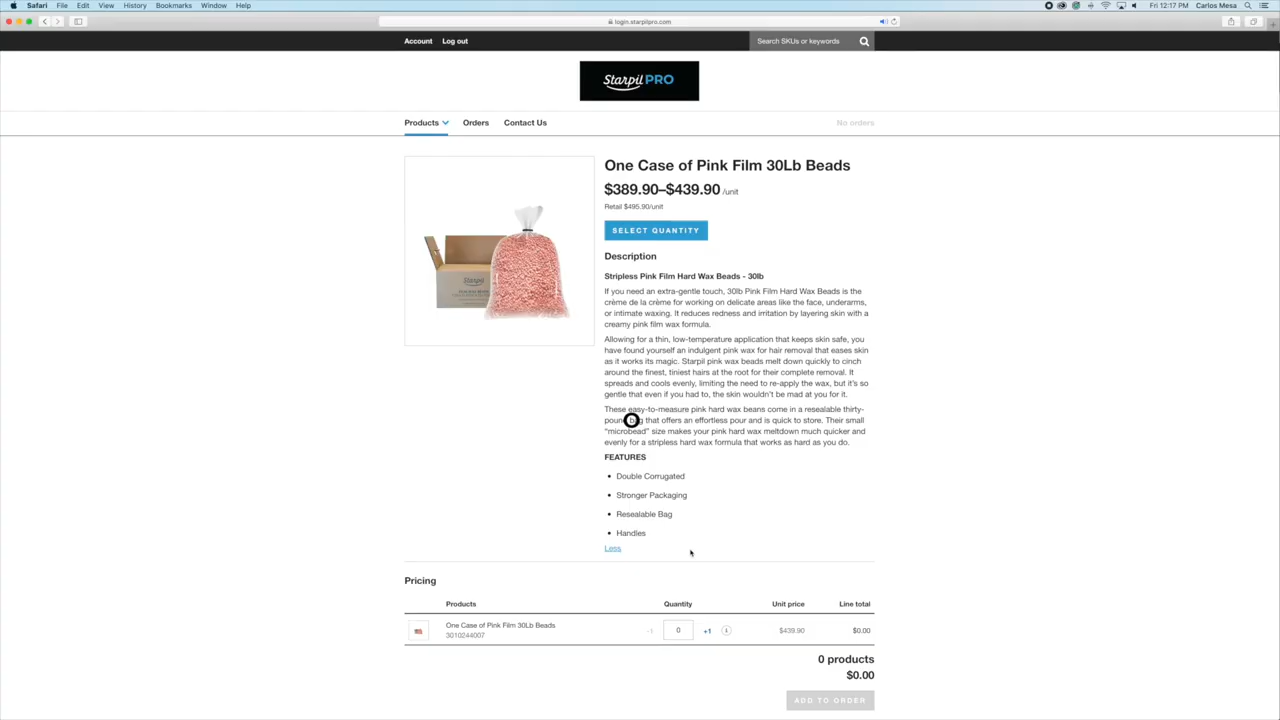 Safari File Edit View History Bookmarks Window Help
Fri 12:17 PM Carlos Mesa
login.starpilpro.com
Account Log out
Search SKUs or keywords
Starpil PRO
Products Orders Contact Us
No orders
One Case of Pink Film 30Lb Beads
$389.90–$439.90 /unit
Retail $495.90/unit
SELECT QUANTITY
Starpil
Description
Stripless Pink Film Hard Wax Beads - 30lb
If you need an extra-gentle touch, 30lb Pink Film Hard Wax Beads is the
crème de la crème for working on delicate areas like the face, underarms,
or intimate waxing. It reduces redness and irritation by layering skin with a
creamy pink film wax formula.
Allowing for a thin, low-temperature application that keeps skin safe, you
have found yourself an indulgent pink wax for hair removal that eases skin
as it works its magic. Starpil pink wax beads melt down quickly to cinch
around the finest, tiniest hairs at the root for their complete removal. It
spreads and cools evenly, limiting the need to re-apply the wax, but it's so
gentle that even if you had to, the skin wouldn't be mad at you for it.
These easy-to-measure pink hard wax beans come in a resealable thirty-
pound bag that offers an effortless pour and is quick to store. Their small
“microbead” size makes your pink hard wax meltdown much quicker and
evenly for a stripless hard wax formula that works as hard as you do.
FEATURES
• Double Corrugated
• Stronger Packaging
• Resealable Bag
• Handles
Less
Pricing
Products Quantity Unit price Line total
One Case of Pink Film 30Lb Beads
3010244007
-1 0 +1 $439.90 $0.00
0 products
$0.00
ADD TO ORDER